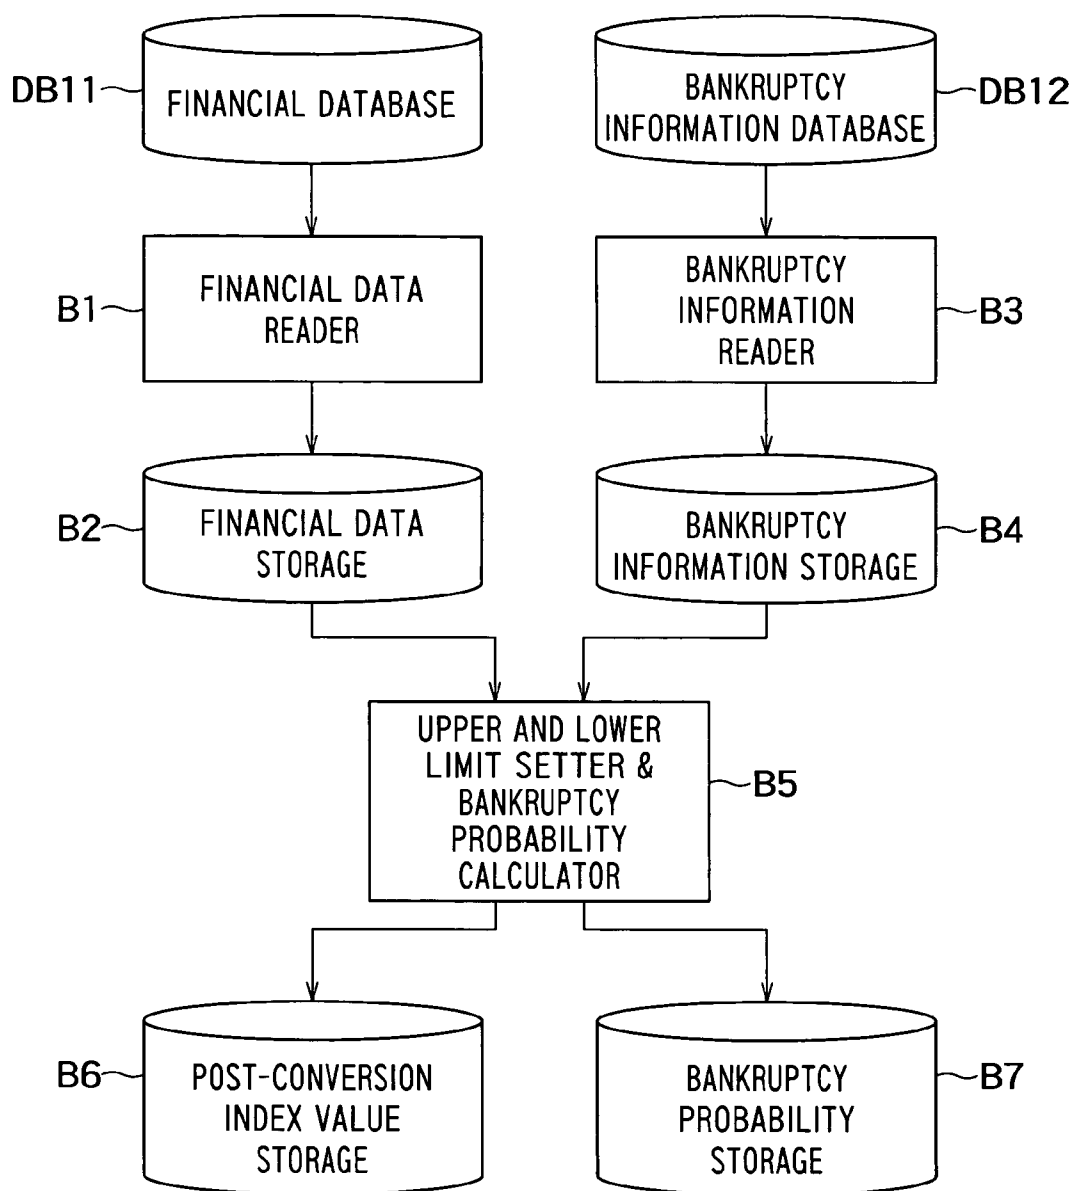 DB11
FINANCIAL DATABASE
BANKRUPTCY
INFORMATION DATABASE
DB12
B1
FINANCIAL DATA
READER
BANKRUPTCY
INFORMATION
READER
B3
B2
FINANCIAL DATA
STORAGE
BANKRUPTCY
INFORMATION STORAGE
B4
UPPER AND LOWER
LIMIT SETTER &
BANKRUPTCY
PROBABILITY
CALCULATOR
B5
B6
POST-CONVERSION
INDEX VALUE
STORAGE
BANKRUPTCY
PROBABILITY
STORAGE
B7